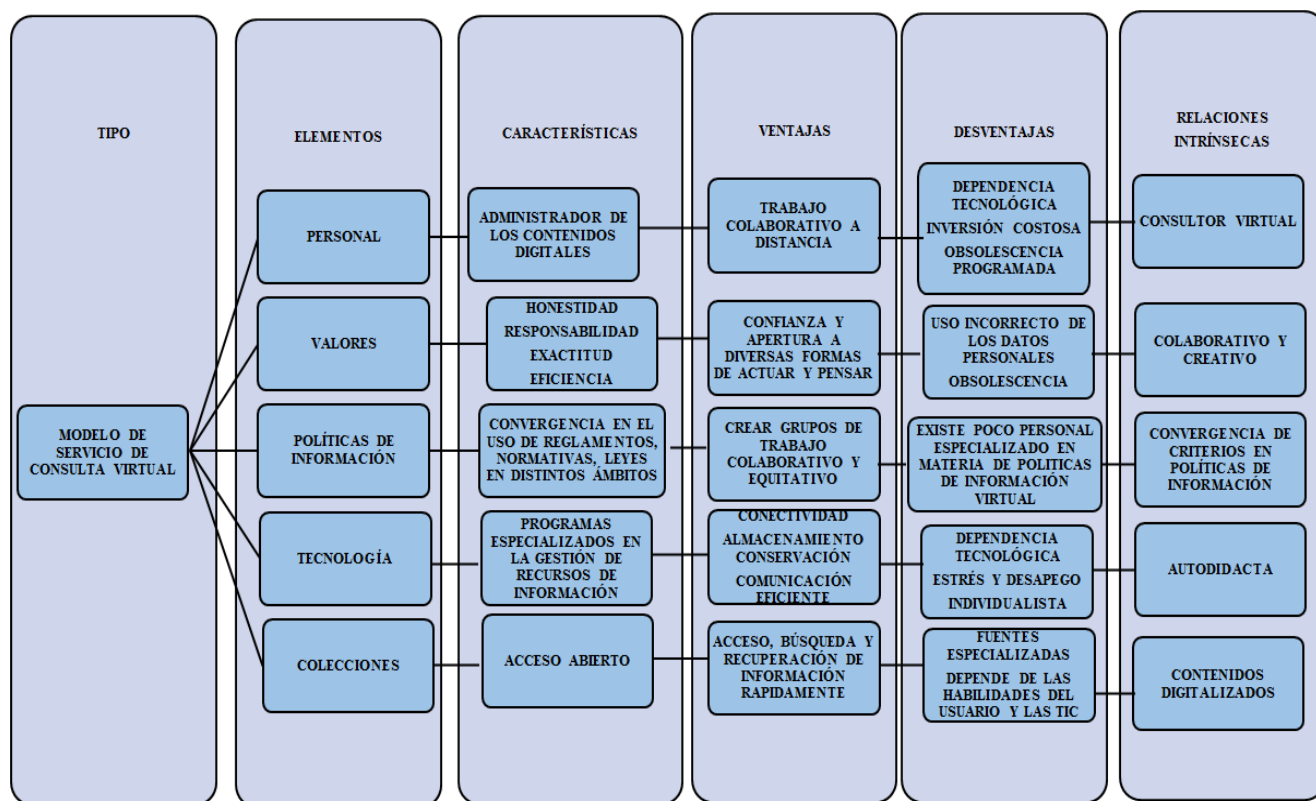 TIPO
ELEMENTOS
CARACTERÍSTICAS
VENTAJAS
DESVENTAJAS
RELACIONES
INTRÍNSECAS
MODELO DE
SERVICIO DE
CONSULTA VIRTUAL
PERSONAL
ADMINISTRADOR DE
LOS CONTENIDOS
DIGITALES
TRABAJO
COLABORATIVO A
DISTANCIA
DEPENDENCIA
TECNOLÓGICA
INVERSIÓN COSTOSA
OBSOLESCENCIA
PROGRAMADA
CONSULTOR VIRTUAL
VALORES
HONESTIDAD
RESPONSABILIDAD
EXACTITUD
EFICIENCIA
CONFIANZA Y
APERTURA A
DIVERSAS FORMAS
DE ACTUAR Y PENSAR
USO INCORRECTO DE
LOS DATOS
PERSONALES
OBSOLESCENCIA
COLABORATIVO Y
CREATIVO
POLÍTICAS DE
INFORMACIÓN
CONVERGENCIA EN EL
USO DE REGLAMENTOS,
NORMATIVAS, LEYES
EN DISTINTOS ÁMBITOS
CREAR GRUPOS DE
TRABAJO
COLABORATIVO Y
EQUITATIVO
EXISTE POCO PERSONAL
ESPECIALIZADO EN
MATERIA DE POLITICAS
DE INFORMACIÓN
VIRTUAL
CONVERGENCIA DE
CRITERIOS EN
POLÍTICAS DE
INFORMACIÓN
TECNOLOGÍA
PROGRAMAS
ESPECIALIZADOS EN
LA GESTIÓN DE
RECURSOS DE
INFORMACIÓN
CONECTIVIDAD
ALMACENAMIENTO
CONSERVACIÓN
COMUNICACIÓN
EFICIENTE
DEPENDENCIA
TECNOLÓGICA
ESTRÉS Y DESAPEGO
INDIVIDUALISTA
AUTODIDACTA
COLECCIONES
ACCESO ABIERTO
ACCESO, BÚSQUEDA Y
RECUPERACIÓN DE
INFORMACIÓN
RAPIDAMENTE
FUENTES
ESPECIALIZADAS
DEPENDE DE LAS
HABILIDADES DEL
USUARIO Y LAS TIC
CONTENIDOS
DIGITALIZADOS